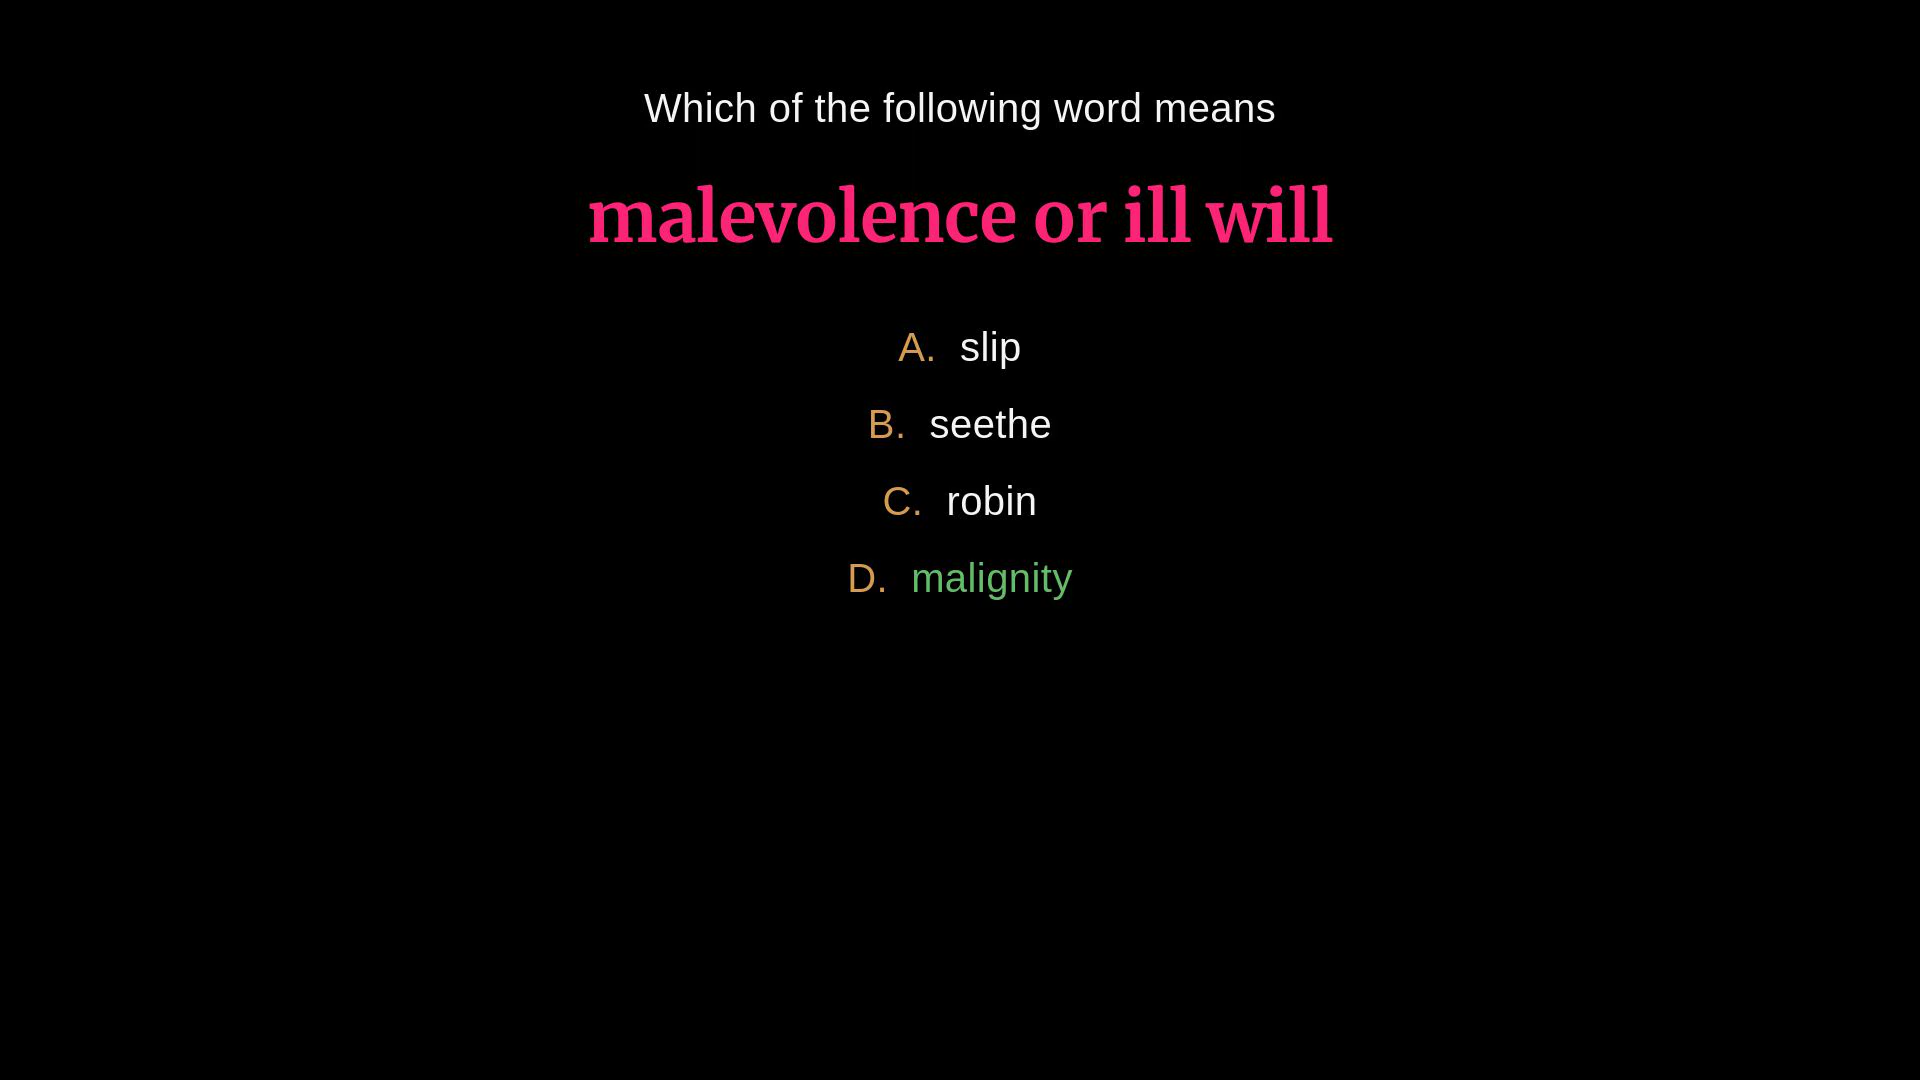 Which of the following word means
malevolence or ill will
A. slip
B. seethe
C. robin
D. malignity